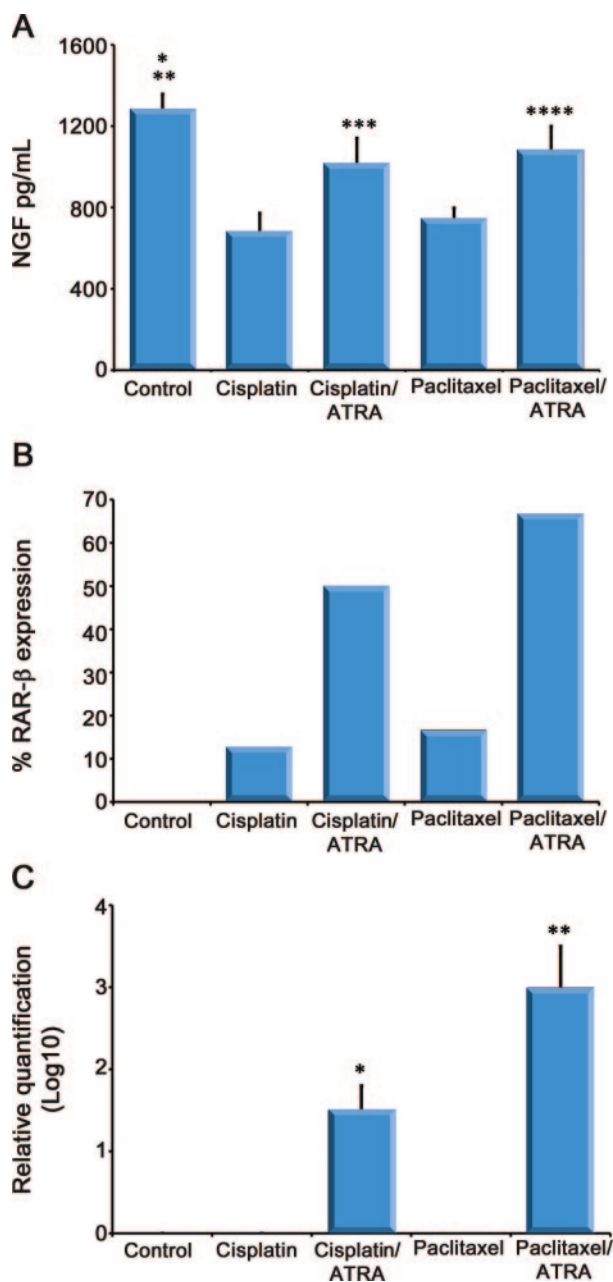 A
1600
1200
800
400
0
NGF pg/mL
*
**
***
****
Control
Cisplatin
Cisplatin/
ATRA
Paclitaxel
Paclitaxel/
ATRA
B
70
60
50
40
30
20
10
0
% RAR-β expression
Control
Cisplatin
Cisplatin/
ATRA
Paclitaxel
Paclitaxel/
ATRA
C
4
3
2
1
0
Relative quantification
(Log10)
*
**
Control
Cisplatin
Cisplatin/
ATRA
Paclitaxel
Paclitaxel/
ATRA